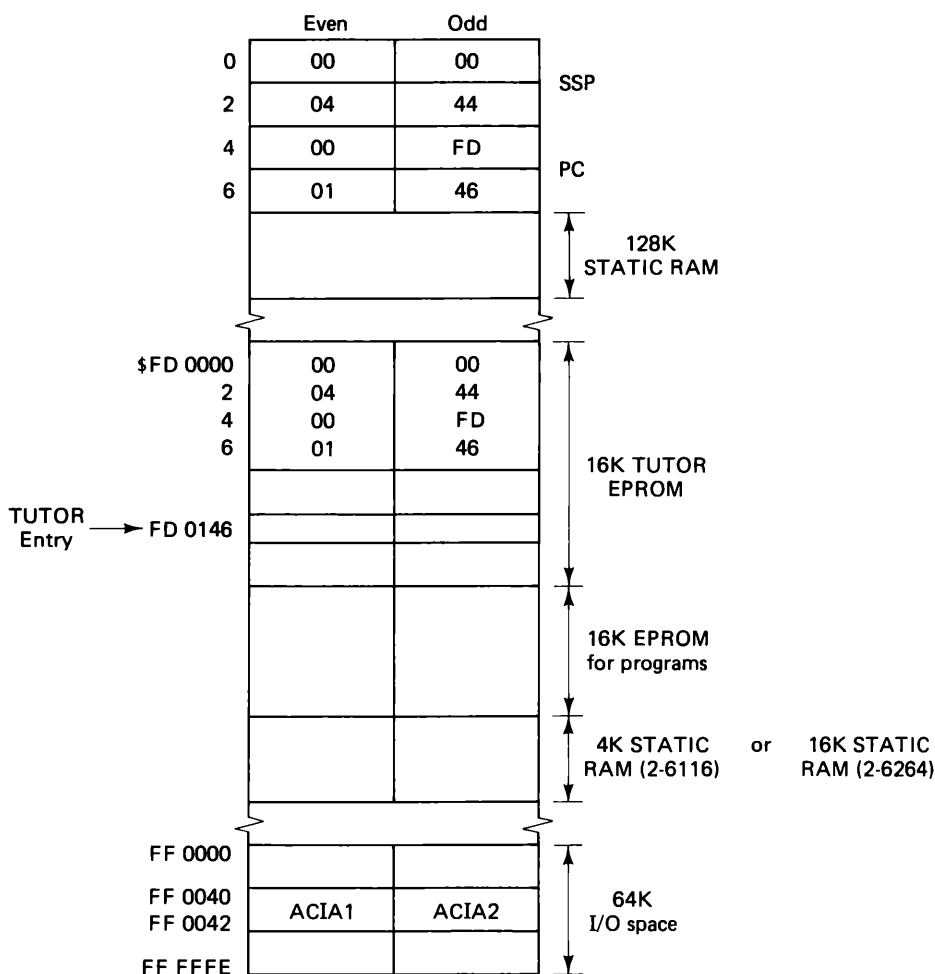 Even Odd
0 00 00
SSP
2 04 44
4 00 FD
PC
6 01 46
128K
STATIC RAM
$FD 0000 00 00
2 04 44
4 00 FD
6 01 46
16K TUTOR
EPROM
TUTOR
Entry
FD 0146
16K EPROM
for programs
4K STATIC or 16K STATIC
RAM (2-6116) RAM (2-6264)
FF 0000
FF 0040
FF 0042
ACIA1 ACIA2
64K
I/O space
FF FFFE